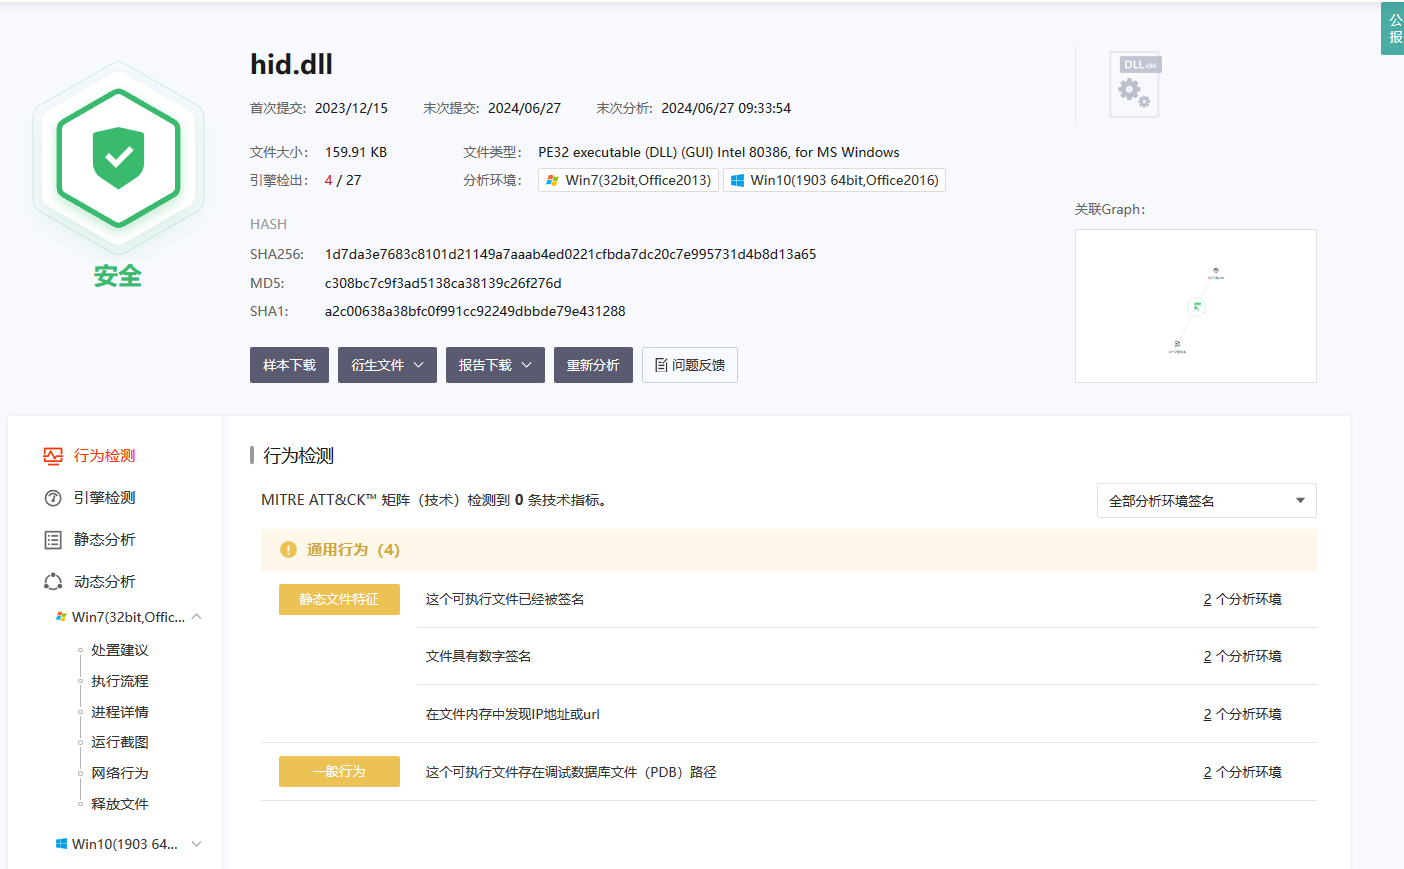 公
报
hid.dll
DLL x86
首次提交: 2023/12/15 末次提交: 2024/06/27 末次分析: 2024/06/27 09:33:54
文件大小: 159.91 KB 文件类型: PE32 executable (DLL) (GUI) Intel 80386, for MS Windows
引擎检出: 4 / 27 分析环境: Win7(32bit,Office2013) Win10(1903 64bit,Office2016)
关联Graph:
HASH
SHA256: 1d7da3e7683c8101d21149a7aaab4ed0221cfbda7dc20c7e995731d4b8d13a65
安全
MD5: c308bc7c9f3ad5138ca38139c26f276d
SHA1: a2c00638a38bfc0f991cc92249dbbde79e431288
样本下载 衍生文件 报告下载 重新分析 问题反馈
行为检测
引擎检测
静态分析
动态分析
Win7(32bit,Offic...
处置建议
执行流程
进程详情
运行截图
网络行为
释放文件
Win10(1903 64...
行为检测
MITRE ATT&CK™ 矩阵（技术）检测到 0 条技术指标。
全部分析环境签名
通用行为（4）
静态文件特征 这个可执行文件已经被签名 2 个分析环境
文件具有数字签名 2 个分析环境
在文件内存中发现IP地址或url 2 个分析环境
一般行为 这个可执行文件存在调试数据库文件（PDB）路径 2 个分析环境